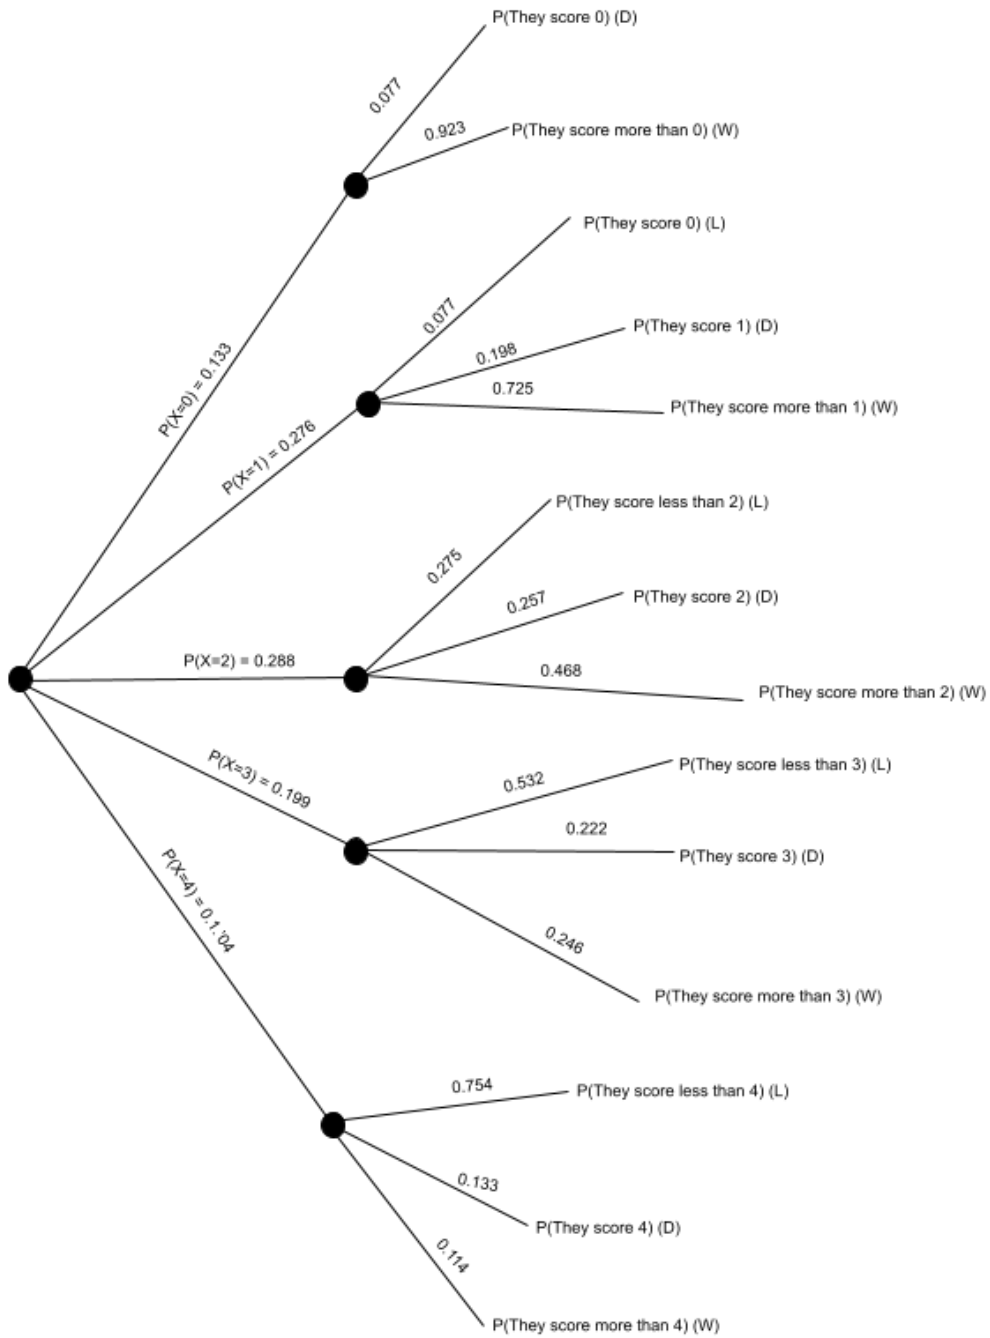 P(They score 0) (D)
0.077
0.923
P(They score more than 0) (W)
P(They score 0) (L)
0.077
P(They score 1) (D)
0.198
P(X=0) = 0.133
0.725
P(They score more than 1) (W)
P(X=1) = 0.276
P(They score less than 2) (L)
0.275
0.257
P(They score 2) (D)
P(X=2) = 0.288
0.468
P(They score more than 2) (W)
P(X=3) = 0.199
P(They score less than 3) (L)
0.532
0.222
P(They score 3) (D)
P(X=4) = 0.1.'04
0.246
P(They score more than 3) (W)
0.754
P(They score less than 4) (L)
0.133
P(They score 4) (D)
0.114
P(They score more than 4) (W)